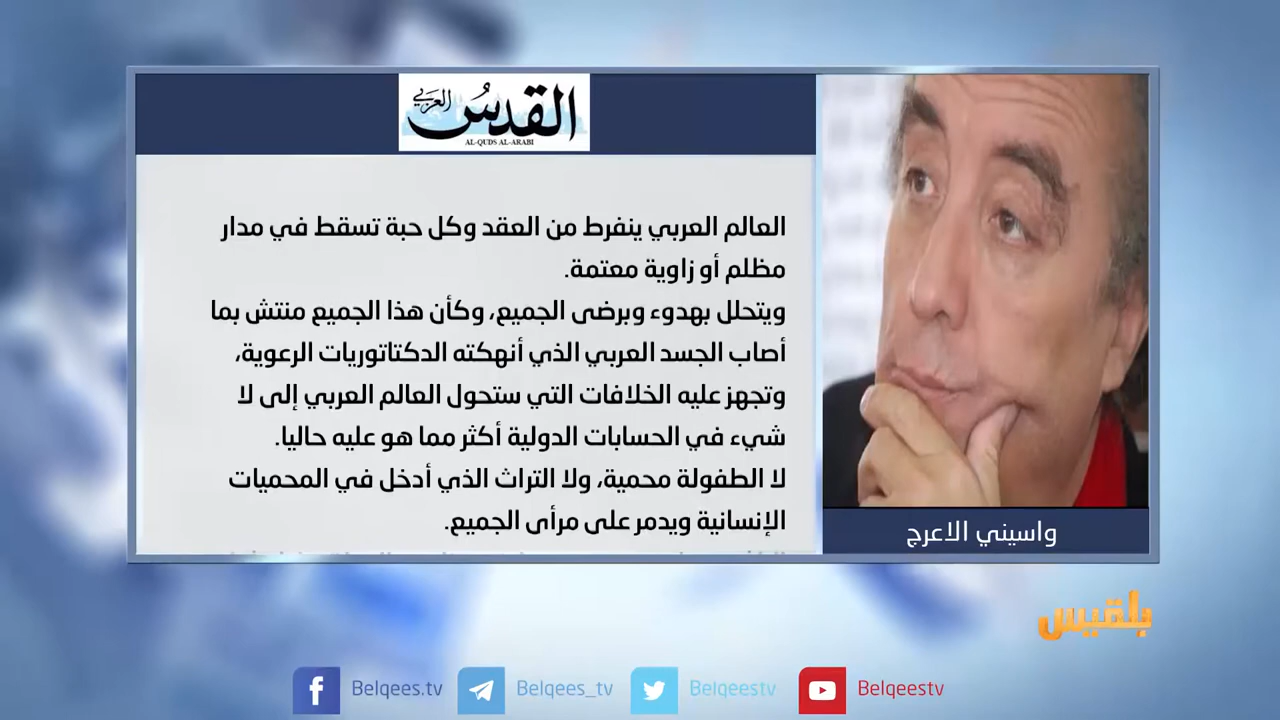 القدس العربي
AL-QUDS AL-ARABI
العالم العربي ينفرط من العقد وكل حبة تسقط في مدار
مظلم أو زاوية معتمة.
ويتحلل بهدوء وبرضى الجميع، وكأن هذا الجميع منتش بما
أصاب الجسد العربي الذي أنهكته الدكتاتوريات الرعوية،
وتجهز عليه الخلافات التي ستحول العالم العربي إلى لا
شيء في الحسابات الدولية أكثر مما هو عليه حاليا.
لا الطفولة محمية، ولا التراث الذي أدخل في المحميات
الإنسانية ويدمر على مرأى الجميع.
واسيني الاعرج
بلقيس
Belqees.tv
Belqees_tv
Belqeestv
Belqeestv